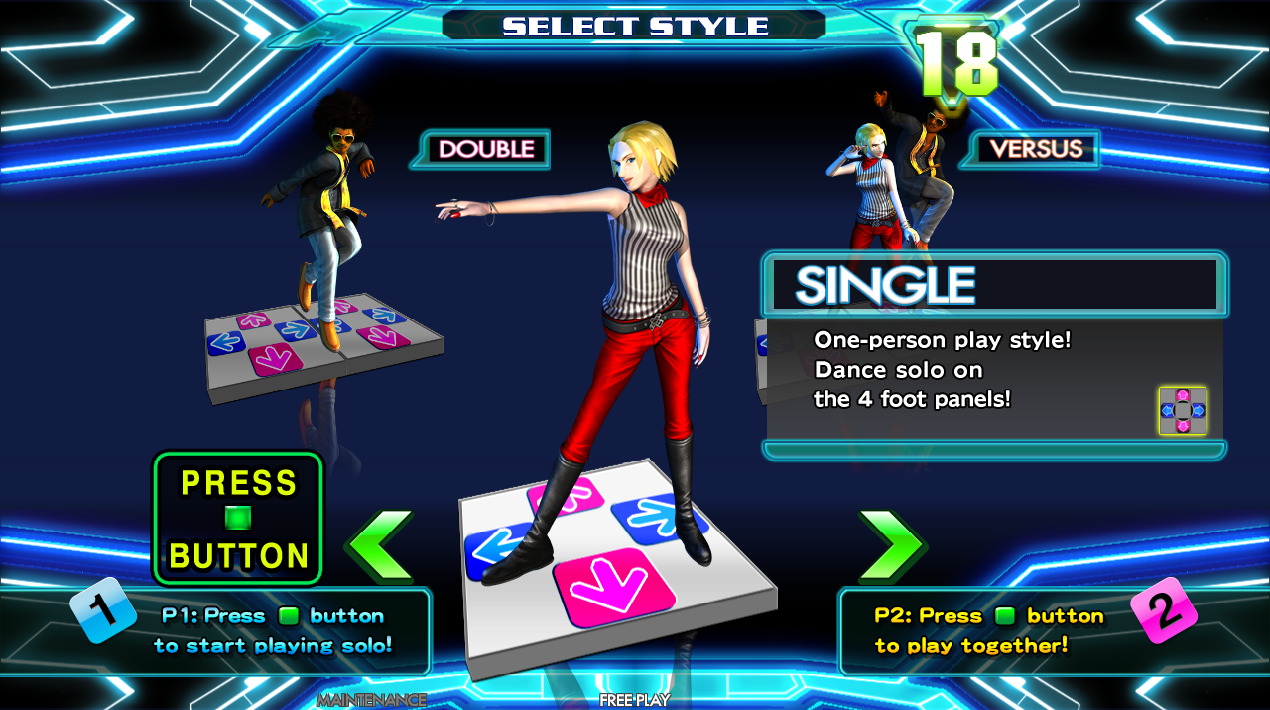 SELECT STYLE
18
DOUBLE
VERSUS
SINGLE
One-person play style!
Dance solo on
the 4 foot panels!
PRESS
BUTTON
1
P1: Press button
to start playing solo!
P2: Press button
to play together!
2
MAINTENANCE
FREE PLAY